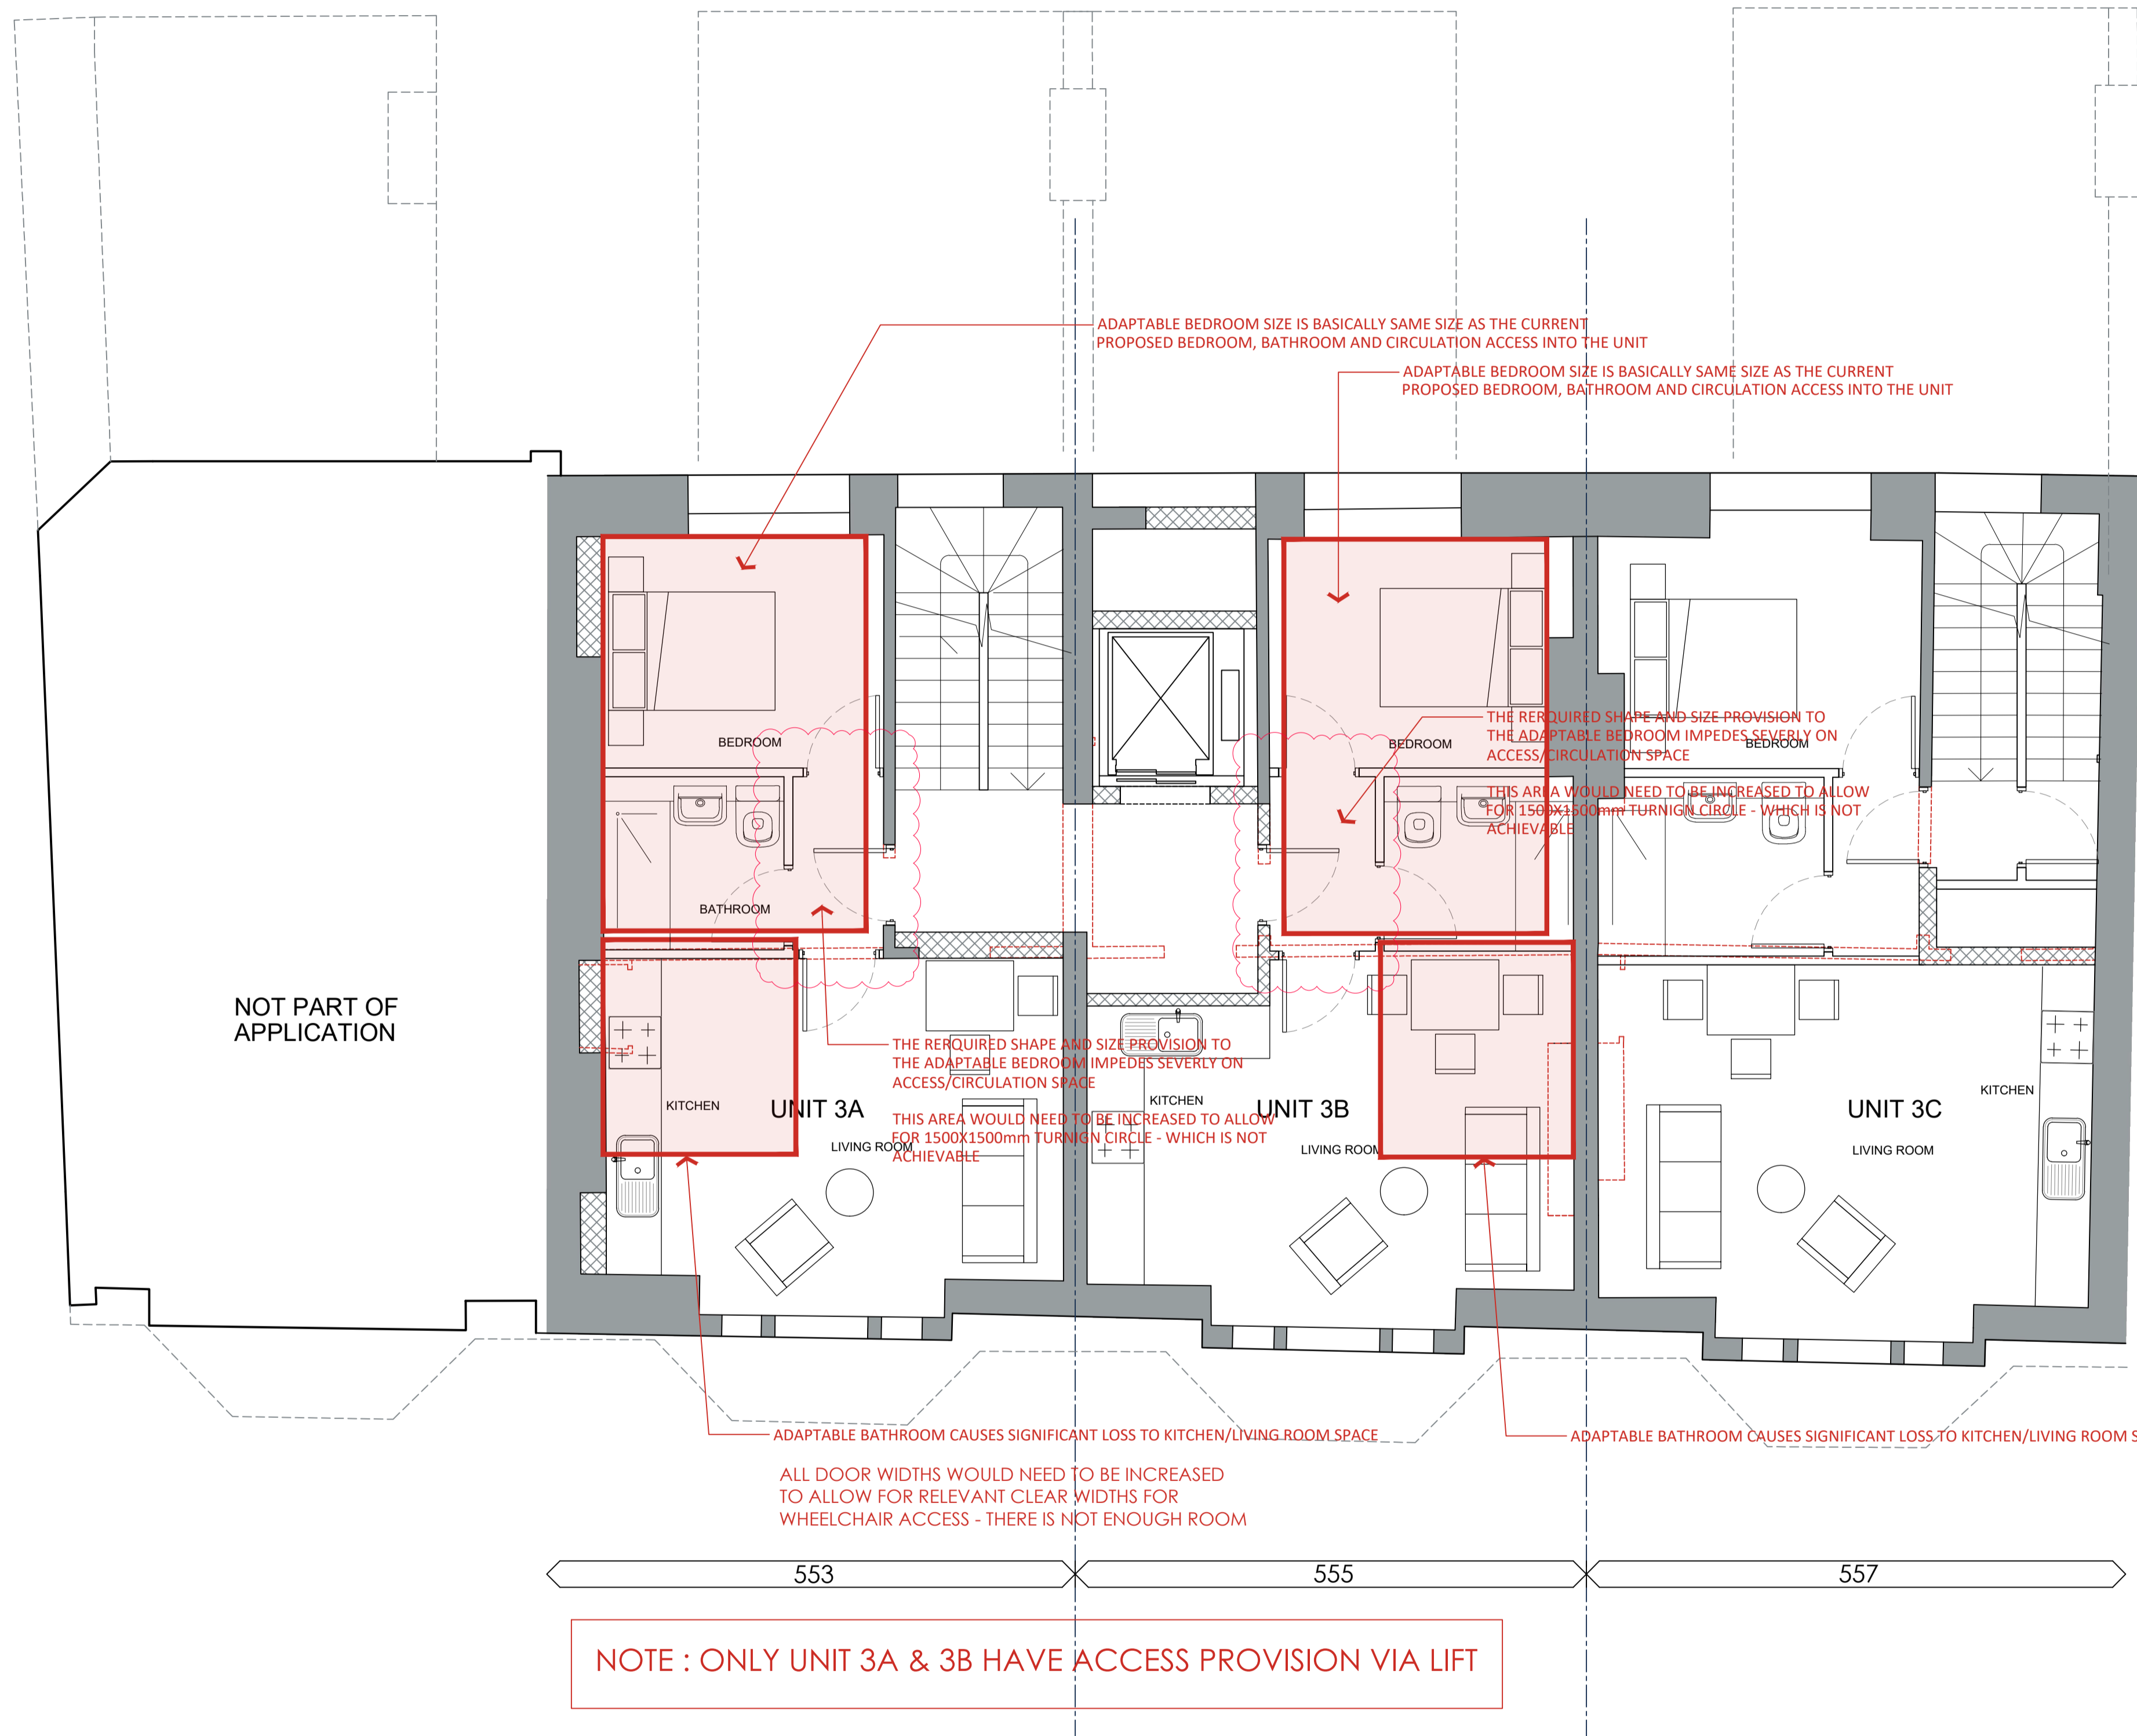 ADAPTABLE BEDROOM SIZE IS BASICALLY SAME SIZE AS THE CURRENT
PROPOSED BEDROOM, BATHROOM AND CIRCULATION ACCESS INTO THE UNIT
ADAPTABLE BEDROOM SIZE IS BASICALLY SAME SIZE AS THE CURRENT
PROPOSED BEDROOM, BATHROOM AND CIRCULATION ACCESS INTO THE UNIT
BEDROOM
BEDROOM
BEDROOM
THE RERQUIRED SHAPE AND SIZE PROVISION TO
THE ADAPTABLE BEDROOM IMPEDES SEVERLY ON
ACCESS/CIRCULATION SPACE
THIS AREA WOULD NEED TO BE INCREASED TO ALLOW
FOR 1500X1500mm TURNIGN CIRCLE - WHICH IS NOT
ACHIEVABLE
BATHROOM
NOT PART OF
APPLICATION
THE RERQUIRED SHAPE AND SIZE PROVISION TO
THE ADAPTABLE BEDROOM IMPEDES SEVERLY ON
ACCESS/CIRCULATION SPACE
THIS AREA WOULD NEED TO BE INCREASED TO ALLOW
FOR 1500X1500mm TURNIGN CIRCLE - WHICH IS NOT
ACHIEVABLE
KITCHEN
UNIT 3A
LIVING ROOM
KITCHEN
UNIT 3B
LIVING ROOM
KITCHEN
UNIT 3C
LIVING ROOM
ADAPTABLE BATHROOM CAUSES SIGNIFICANT LOSS TO KITCHEN/LIVING ROOM SPACE
ADAPTABLE BATHROOM CAUSES SIGNIFICANT LOSS TO KITCHEN/LIVING ROOM S
ALL DOOR WIDTHS WOULD NEED TO BE INCREASED
TO ALLOW FOR RELEVANT CLEAR WIDTHS FOR
WHEELCHAIR ACCESS - THERE IS NOT ENOUGH ROOM
553
555
557
NOTE : ONLY UNIT 3A & 3B HAVE ACCESS PROVISION VIA LIFT